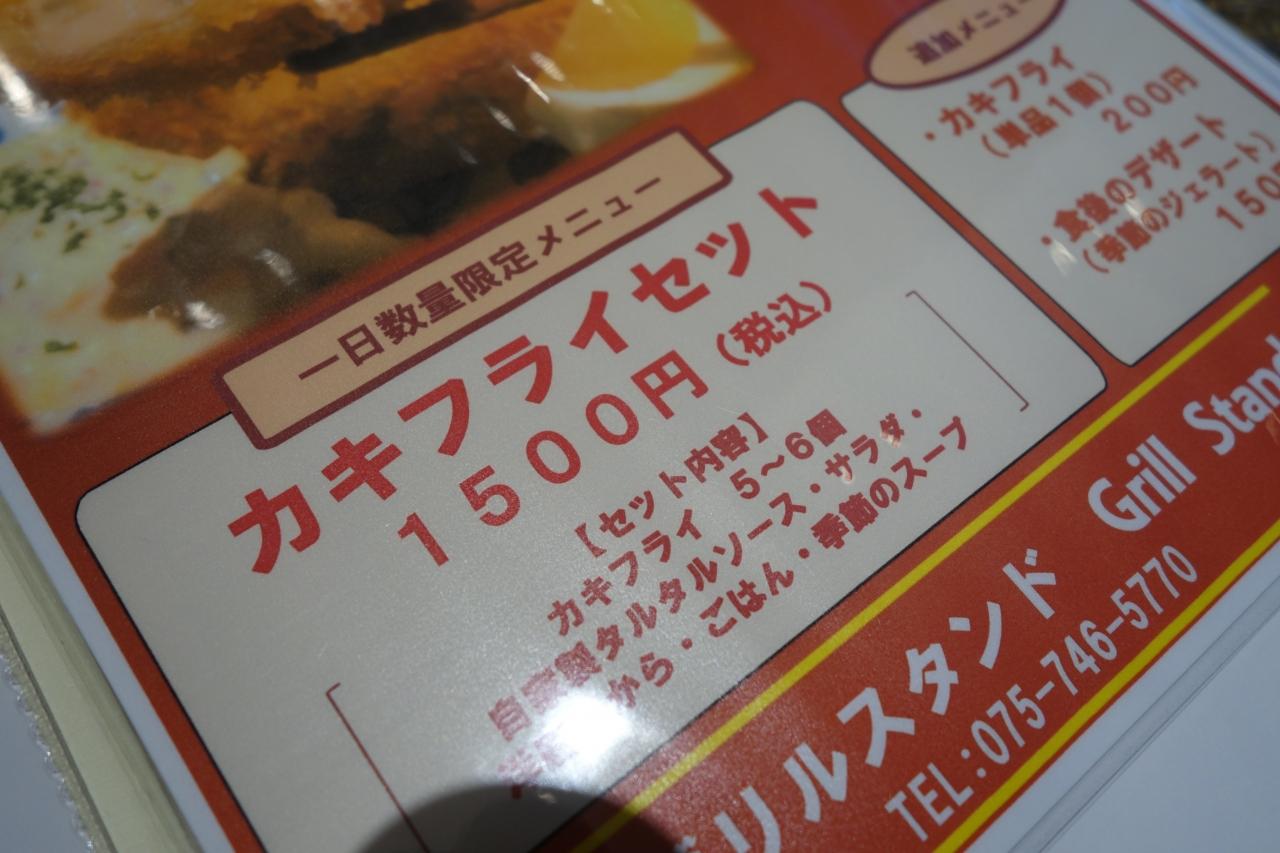 一日数量限定メニュー
カキフライセット
1500円(税込)
【セット内容】
カキフライ 5～6個
自家製タルタルソース・サラダ・
から・ごはん・季節のスープ
追加メニュー
・カキフライ
(単品1個)
200円
・食後のデザート
(季節のジェラート)
150
リルスタンド Grill Stand
TEL:075-746-5770